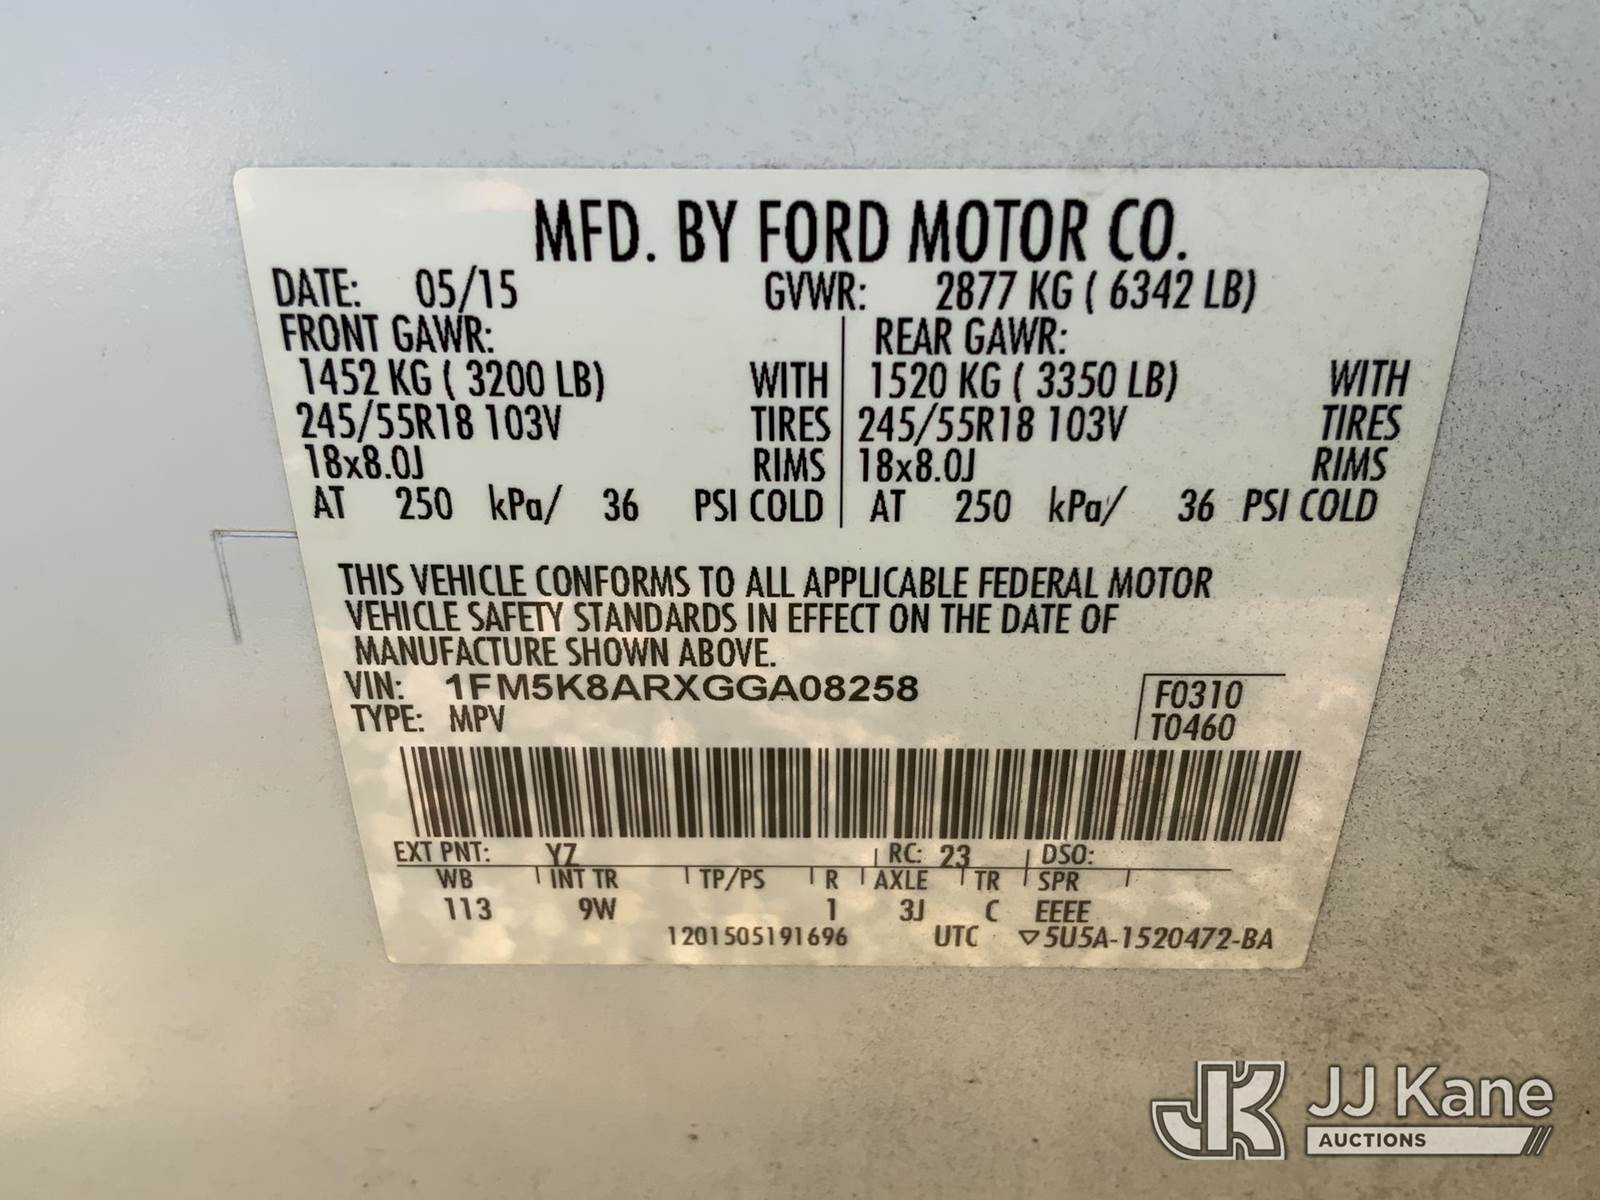 MFD. BY FORD MOTOR CO.
DATE: 05/15 GVWR: 2877 KG ( 6342 LB)
FRONT GAWR: REAR GAWR:
1452 KG ( 3200 LB) WITH 1520 KG ( 3350 LB) WITH
245/55R18 103V TIRES 245/55R18 103V TIRES
18x8.0J RIMS 18x8.0J RIMS
AT 250 kPa/ 36 PSI COLD AT 250 kPa/ 36 PSI COLD
THIS VEHICLE CONFORMS TO ALL APPLICABLE FEDERAL MOTOR
VEHICLE SAFETY STANDARDS IN EFFECT ON THE DATE OF
MANUFACTURE SHOWN ABOVE.
VIN: 1FM5K8ARXGGA08258 F0310
TYPE: MPV T0460
EXT PNT: YZ RC: 23 DSO:
WB INT TR TP/PS R AXLE TR SPR
113 9W 1 3J C EEEE
1201505191696 UTC ▽5U5A-1520472-BA
JK JJ Kane
AUCTIONS